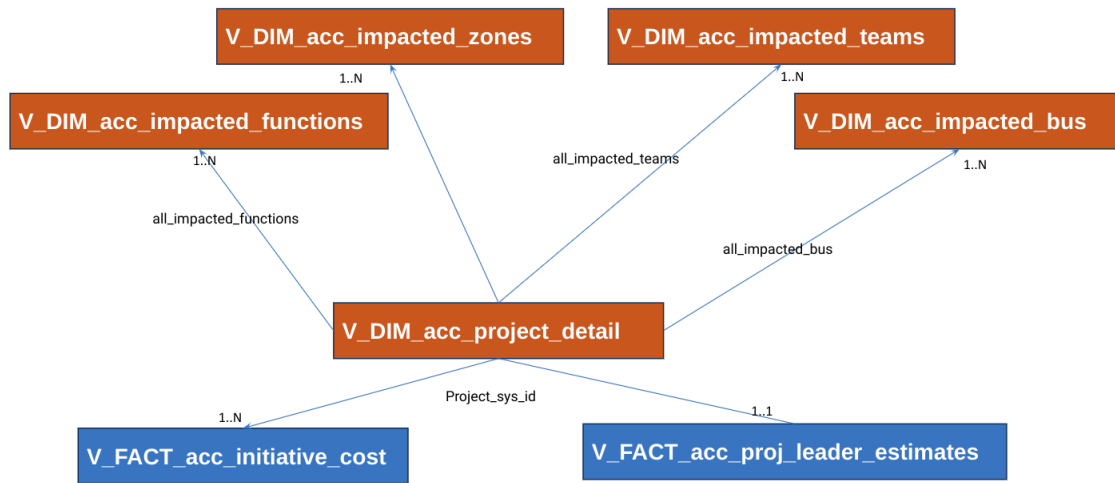 V_DIM_acc_impacted_zones
V_DIM_acc_impacted_teams
1..N
1..N
V_DIM_acc_impacted_functions
V_DIM_acc_impacted_bus
1..N
all_impacted_teams
1..N
all_impacted_functions
all_impacted_bus
V_DIM_acc_project_detail
Project_sys_id
1..N
1..1
V_FACT_acc_initiative_cost
V_FACT_acc_proj_leader_estimates